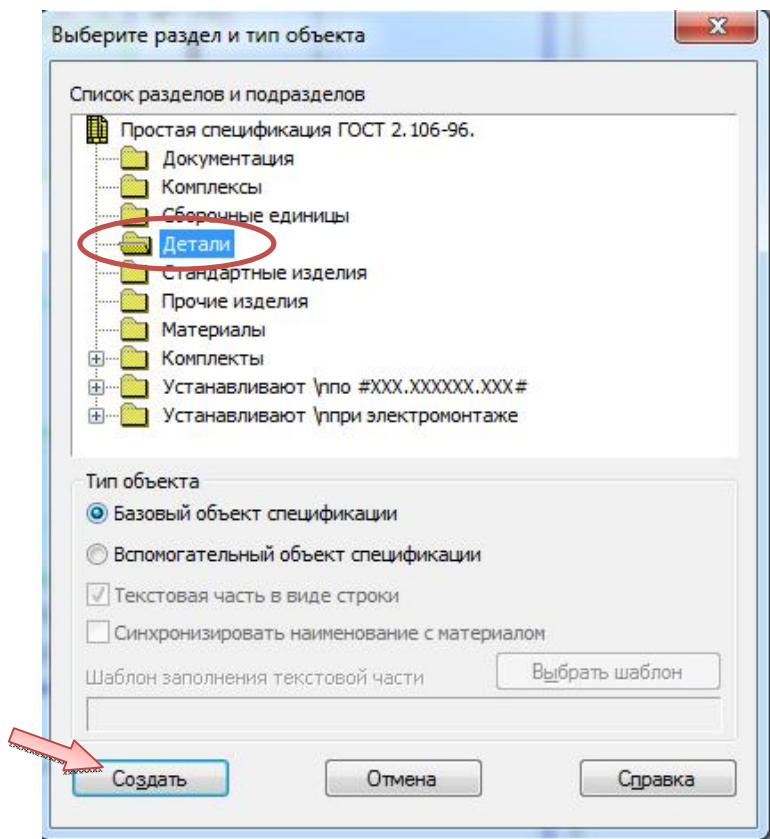 Выберите раздел и тип объекта
Список разделов и подразделов
Простая спецификация ГОСТ 2.106-96.
Документация
Комплексы
Сборочные единицы
Детали
Стандартные изделия
Прочие изделия
Материалы
Комплекты
Устанавливают \nпо #XXX.XXXXXX.XXX#
Устанавливают \nпри электромонтаже
Тип объекта
Базовый объект спецификации
Вспомогательный объект спецификации
Текстовая часть в виде строки
Синхронизировать наименование с материалом
Шаблон заполнения текстовой части
Выбрать шаблон
Создать Отмена Справка